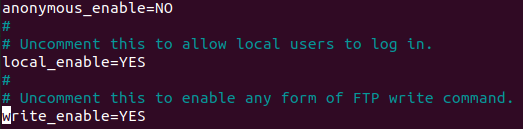 anonymous_enable=NO
#
# Uncomment this to allow local users to log in.
local_enable=YES
#
# Uncomment this to enable any form of FTP write command.
write_enable=YES